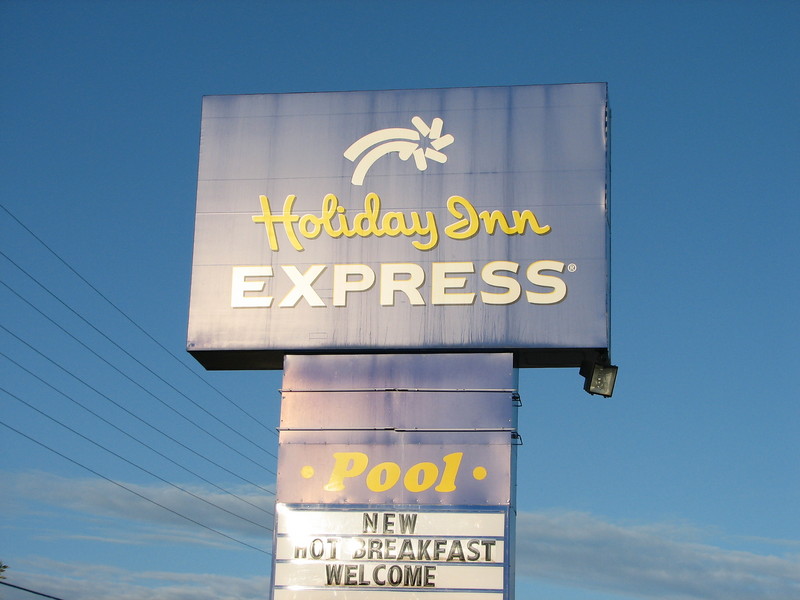 Holiday Inn
EXPRESS®
• Pool •
NEW
HOT BREAKFAST
WELCOME